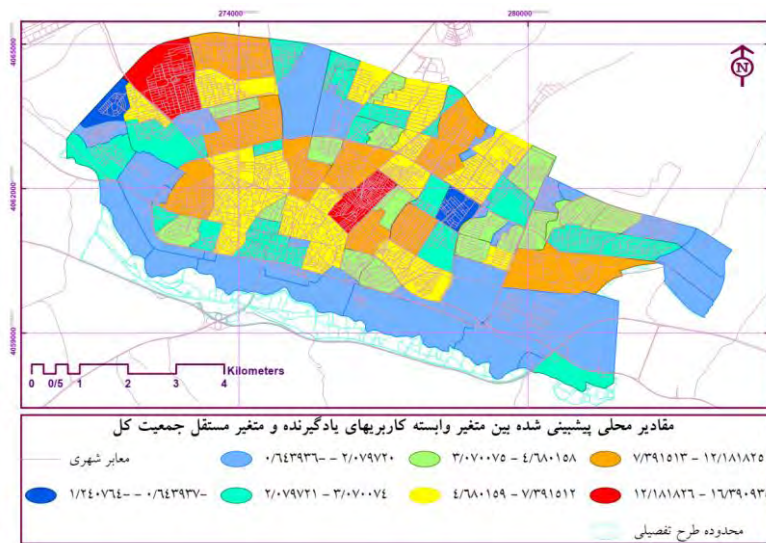 274000 280000
4065000
N
4062000
4059000
Kilometers
0 0/5 1 2 3 4
مقادیر محلی پیشبینی شده بین متغیر وابسته کاربریهای یادگیرنده و متغیر مستقل جمعیت کل
معابر شهری ۰/۶۴۳۹۳۶- - ۲/۰۷۹۷۲۰ ۳/۰۷۰۰۷۵ - ۴/۶۸۰۱۵۸ ۷/۳۹۱۵۱۳ - ۱۲/۱۸۱۸۲۵
۱/۲۴۰۷۶۴- - ۰/۶۴۳۹۳۷- ۲/۰۷۹۷۲۱ - ۳/۰۷۰۰۷۴ ۴/۶۸۰۱۵۹ - ۷/۳۹۱۵۱۲ ۱۲/۱۸۱۸۲۶ - ۱۶/۳۹۰۹۳
محدوده طرح تفصیلی